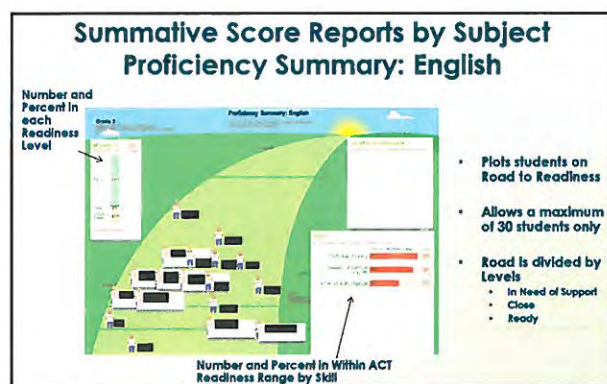 Summative Score Reports by Subject
Proficiency Summary: English
Number and
Percent in
each
Readiness
Level
Grade 3
Proficiency Summary: English
• Plots students on
Road to Readiness
• Allows a maximum
of 30 students only
• Road is divided by
Levels
• In Need of Support
• Close
• Ready
Number and Percent in Within ACT
Readiness Range by Skill